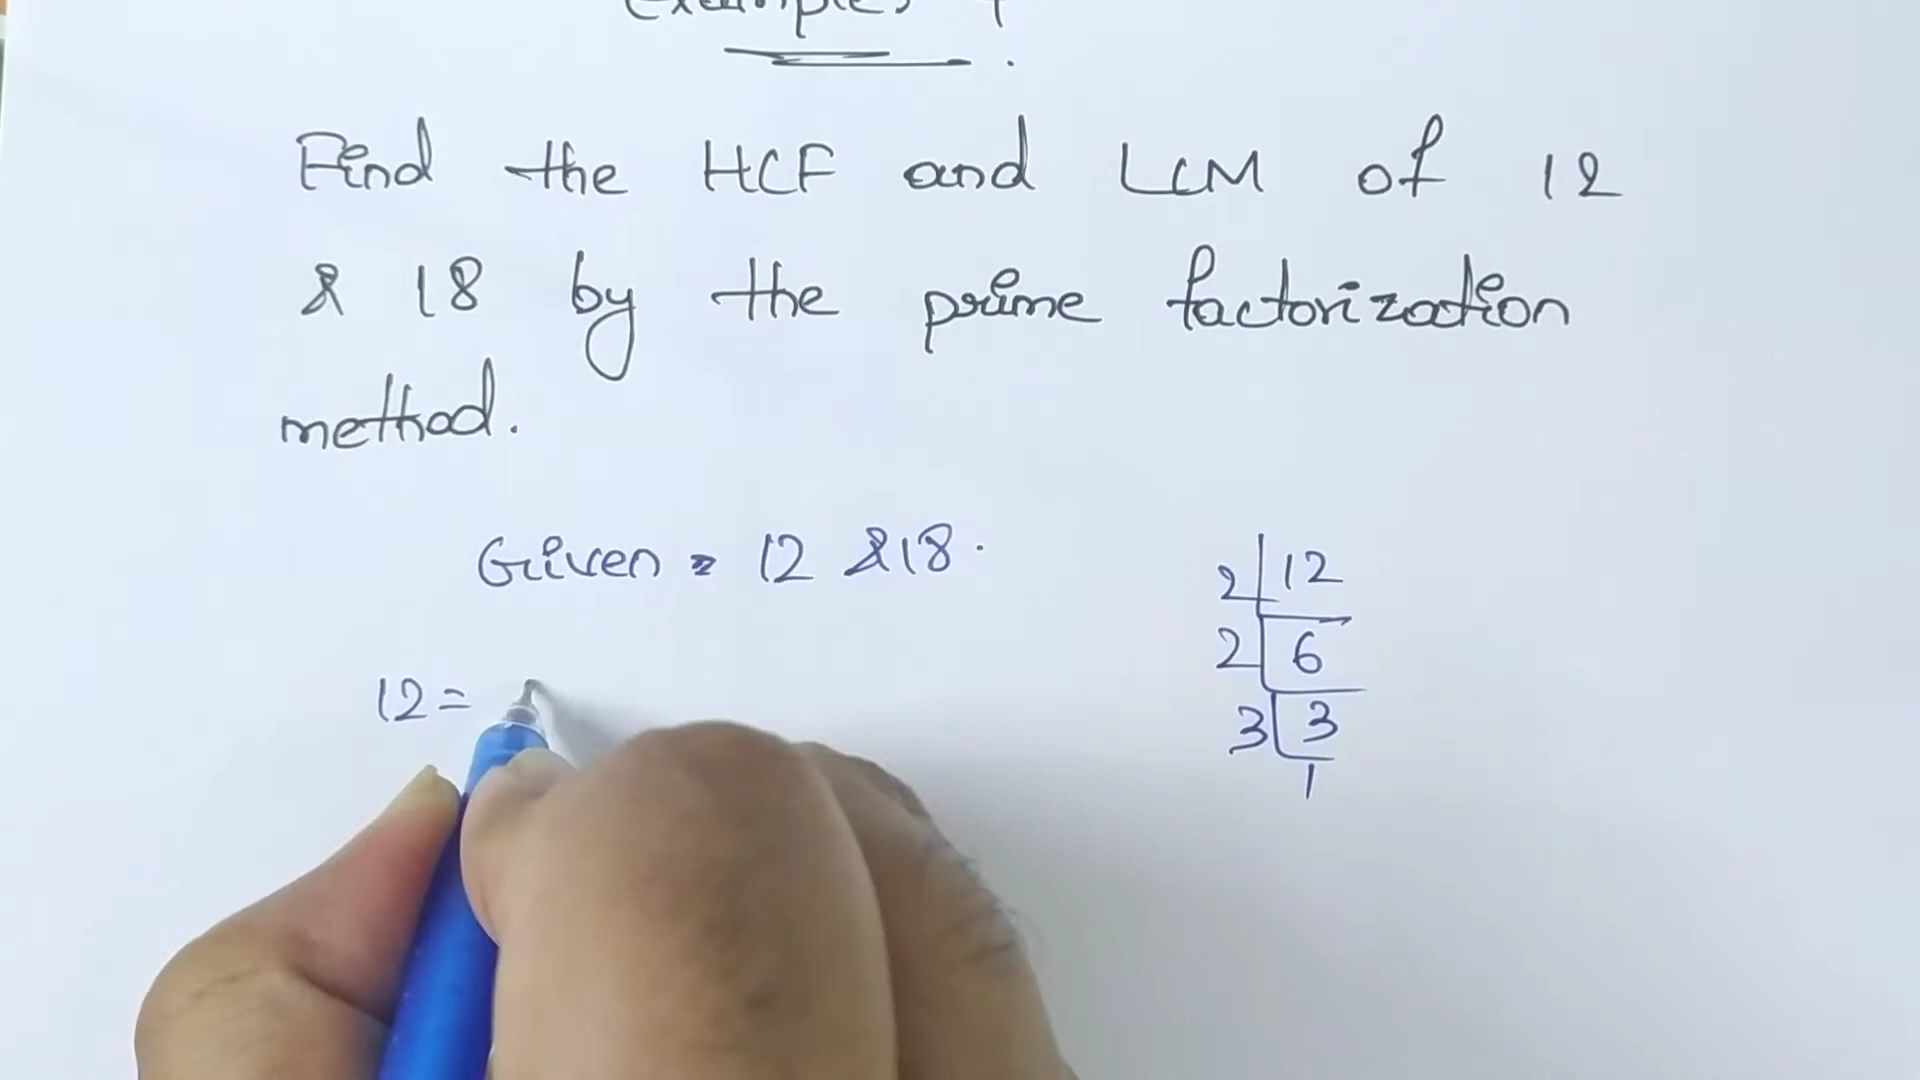 Examples
Find the HCF and LCM of 12
& 18 by the prime factorization
method.
Given = 12 & 18.
2 | 12
2 | 6
12 =
3 | 3
1